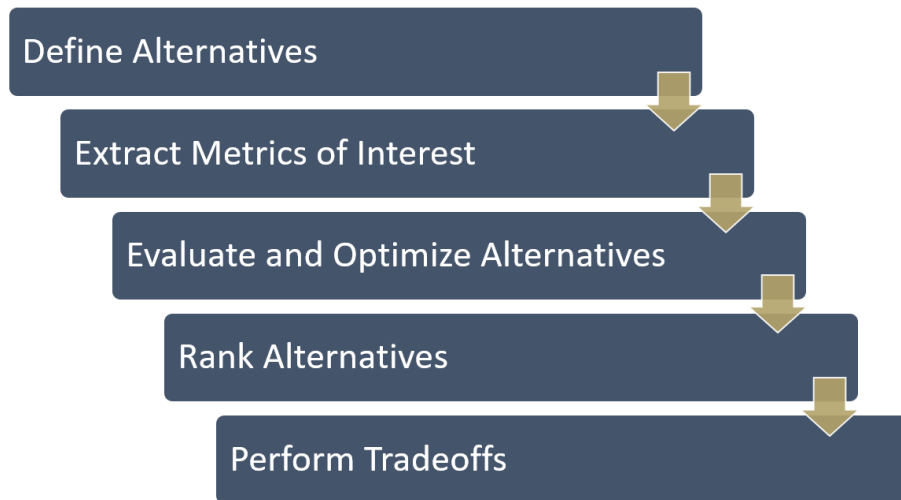 Define Alternatives
Extract Metrics of Interest
Evaluate and Optimize Alternatives
Rank Alternatives
Perform Tradeoffs